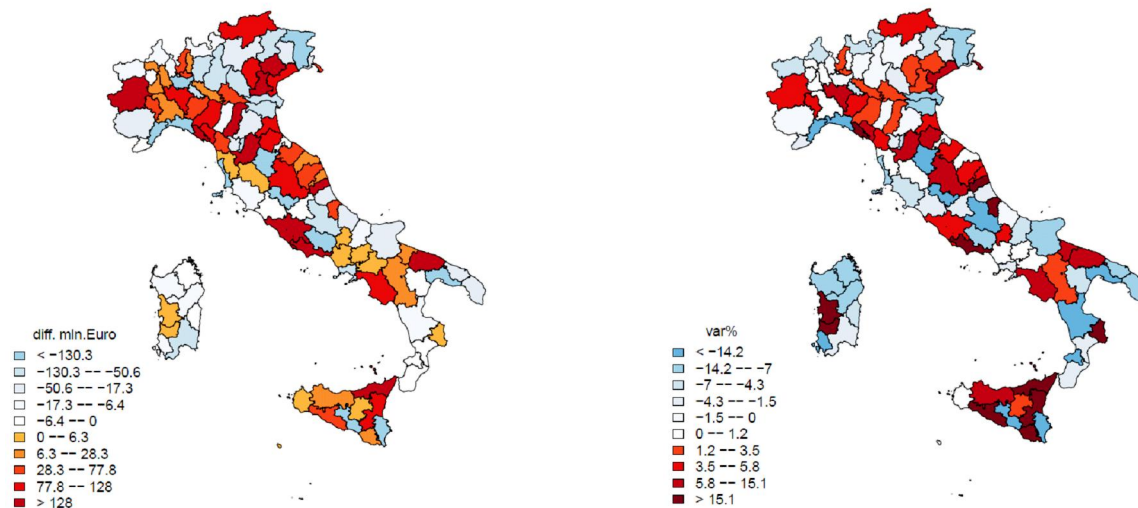 diff. mln.Euro
< −130.3
−130.3 −− −50.6
−50.6 −− −17.3
−17.3 −− −6.4
−6.4 −− 0
0 −− 6.3
6.3 −− 28.3
28.3 −− 77.8
77.8 −− 128
> 128
var%
< −14.2
−14.2 −− −7
−7 −− −4.3
−4.3 −− −1.5
−1.5 −− 0
0 −− 1.2
1.2 −− 3.5
3.5 −− 5.8
5.8 −− 15.1
> 15.1